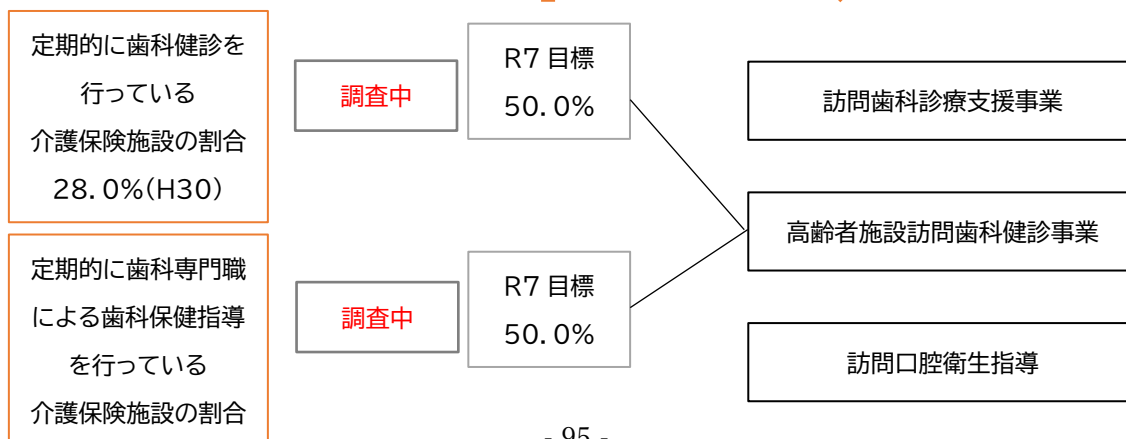 定期的に歯科健診を
行っている
介護保険施設の割合
28.0%(H30)
調査中
R7 目標
50.0%
訪問歯科診療支援事業
高齢者施設訪問歯科健診事業
定期的に歯科専門職
による歯科保健指導
を行っている
介護保険施設の割合
調査中
R7 目標
50.0%
訪問口腔衛生指導
- 95 -